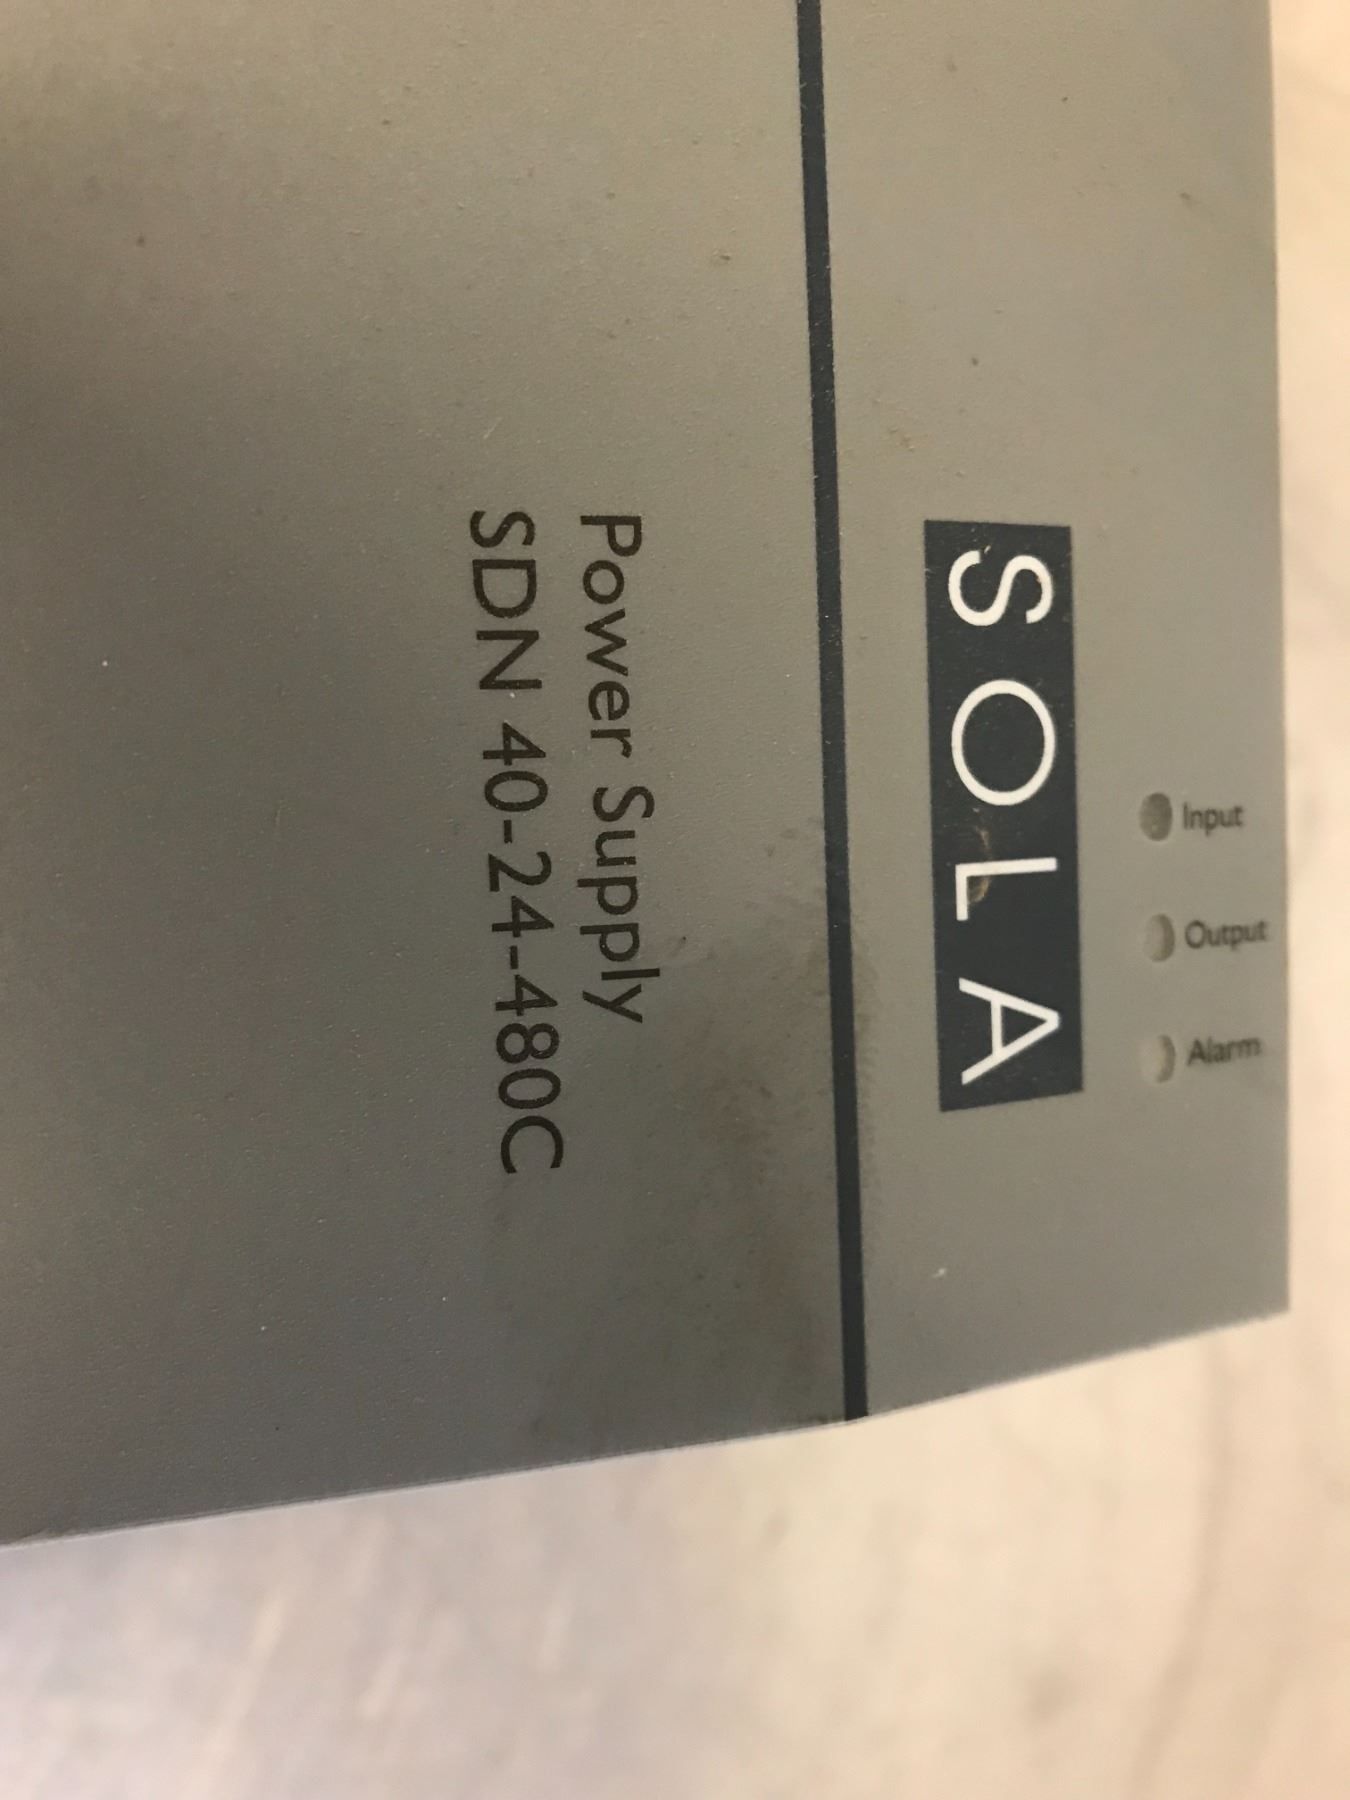 Input
Output
Alarm
SOLA
Power Supply
SDN 40-24-480C